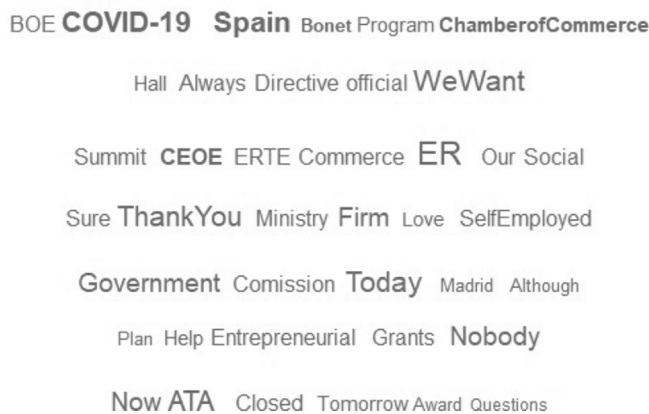 BOE COVID-19 Spain Bonet Program ChamberofCommerce
Hall Always Directive official WeWant
Summit CEOE ERTE Commerce ER Our Social
Sure ThankYou Ministry Firm Love SelfEmployed
Government Comission Today Madrid Although
Plan Help Entrepreneurial Grants Nobody
Now ATA Closed Tomorrow Award Questions